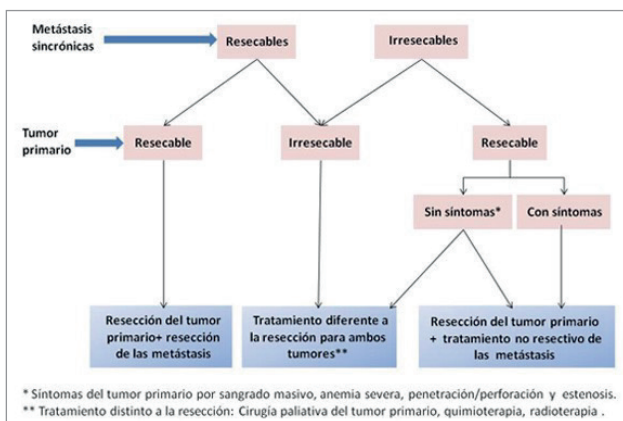 Metástasis
sincrónicas
Resecables
Irresecables
Tumor
primario
Resecable
Irresecable
Resecable
Sin síntomas*
Con síntomas
Resección del tumor
primario+ resección
de las metástasis
Tratamiento diferente a
la resección para ambos
tumores**
Resección del tumor primario
+ tratamiento no resectivo de
las metástasis
* Síntomas del tumor primario por sangrado masivo, anemia severa, penetración/perforación y estenosis.
** Tratamiento distinto a la resección: Cirugía paliativa del tumor primario, quimioterapia, radioterapia .